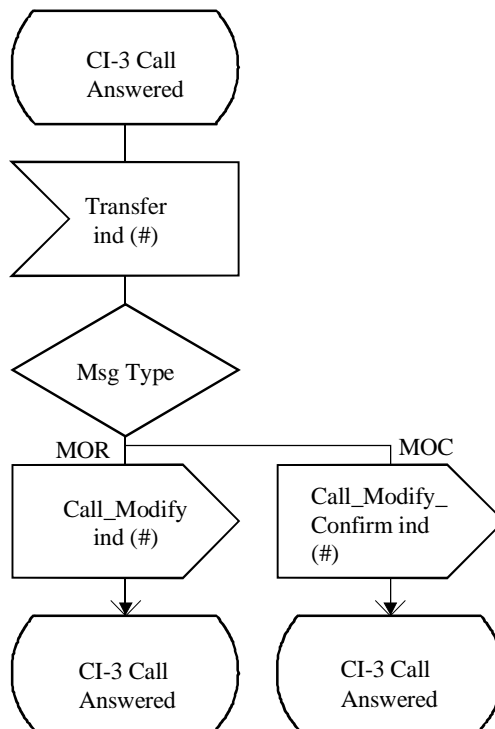 CI-3 Call
Answered
Transfer
ind (#)
Msg Type
MOR
MOC
Call_Modify
ind (#)
Call_Modify_
Confirm ind
(#)
CI-3 Call
Answered
CI-3 Call
Answered